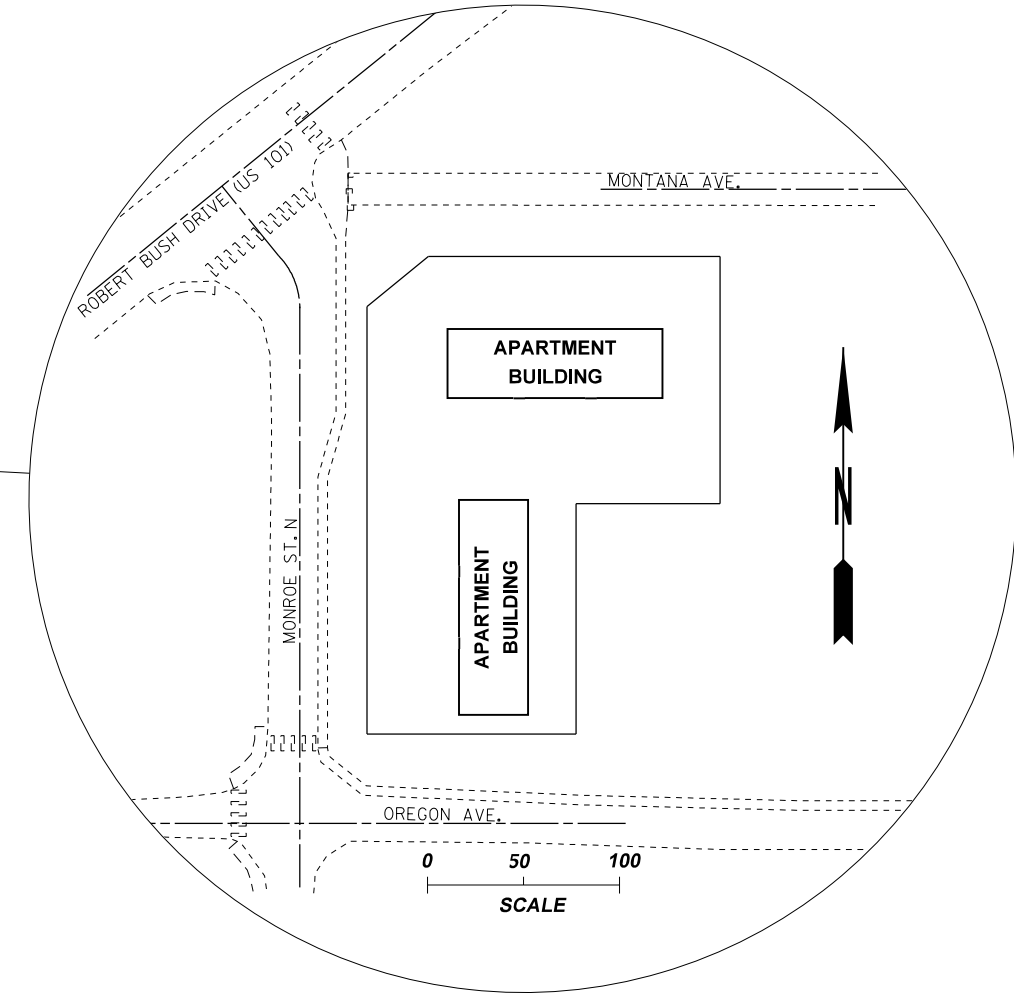 ROBERT BUSH DRIVE (US 101)
MONTANA AVE.
APARTMENT
BUILDING
N
MONROE ST. N
APARTMENT
BUILDING
OREGON AVE.
0 50 100
SCALE